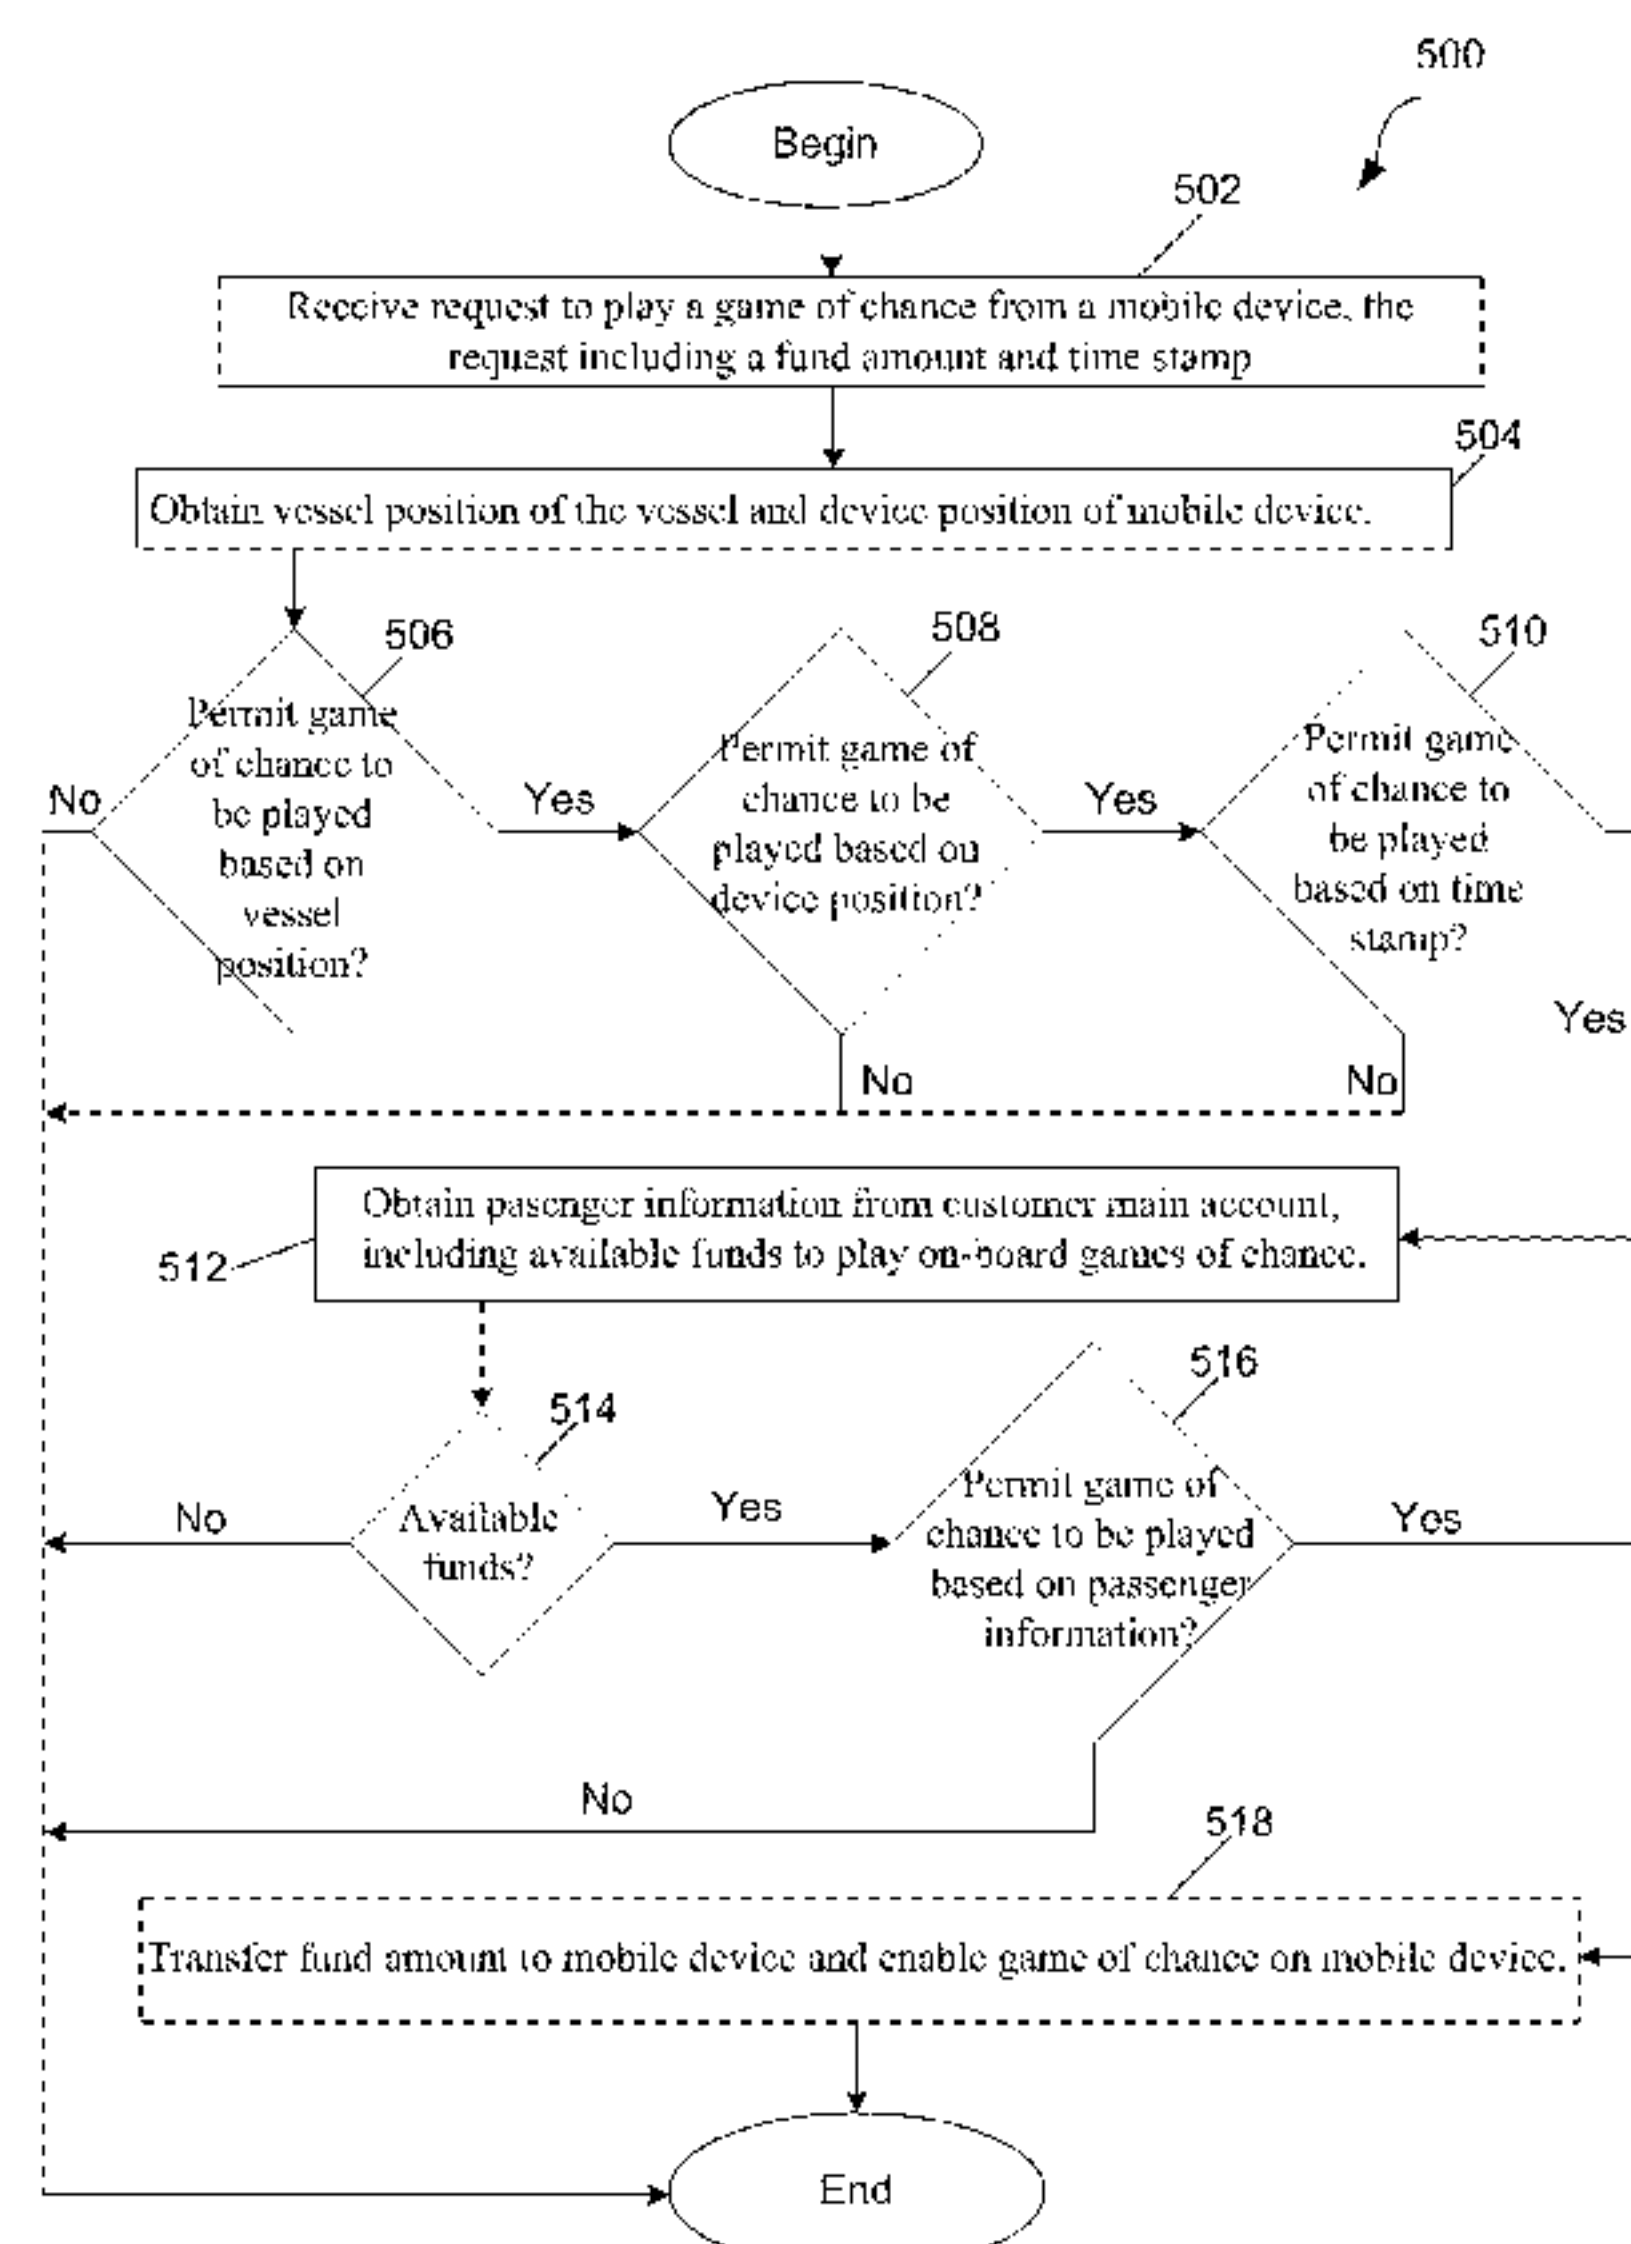 500
Begin
502
Receive request to play a game of chance from a mobile device, the
request including a fund amount and time stamp
504
Obtain vessel position of the vessel and device position of mobile device.
506
508
510
Permit game
of chance to
be played
based on
vessel
position?
Permit game of
chance to be
played based on
device position?
Permit game
of chance to
be played
based on time
stamp?
No
Yes
Yes
Yes
No
No
Obtain pasenger information from customer main account,
including available funds to play on-board games of chance.
512
514
516
Available
funds?
Permit game of
chance to be played
based on passenger
information?
No
Yes
Yes
No
518
Transfer fund amount to mobile device and enable game of chance on mobile device.
End